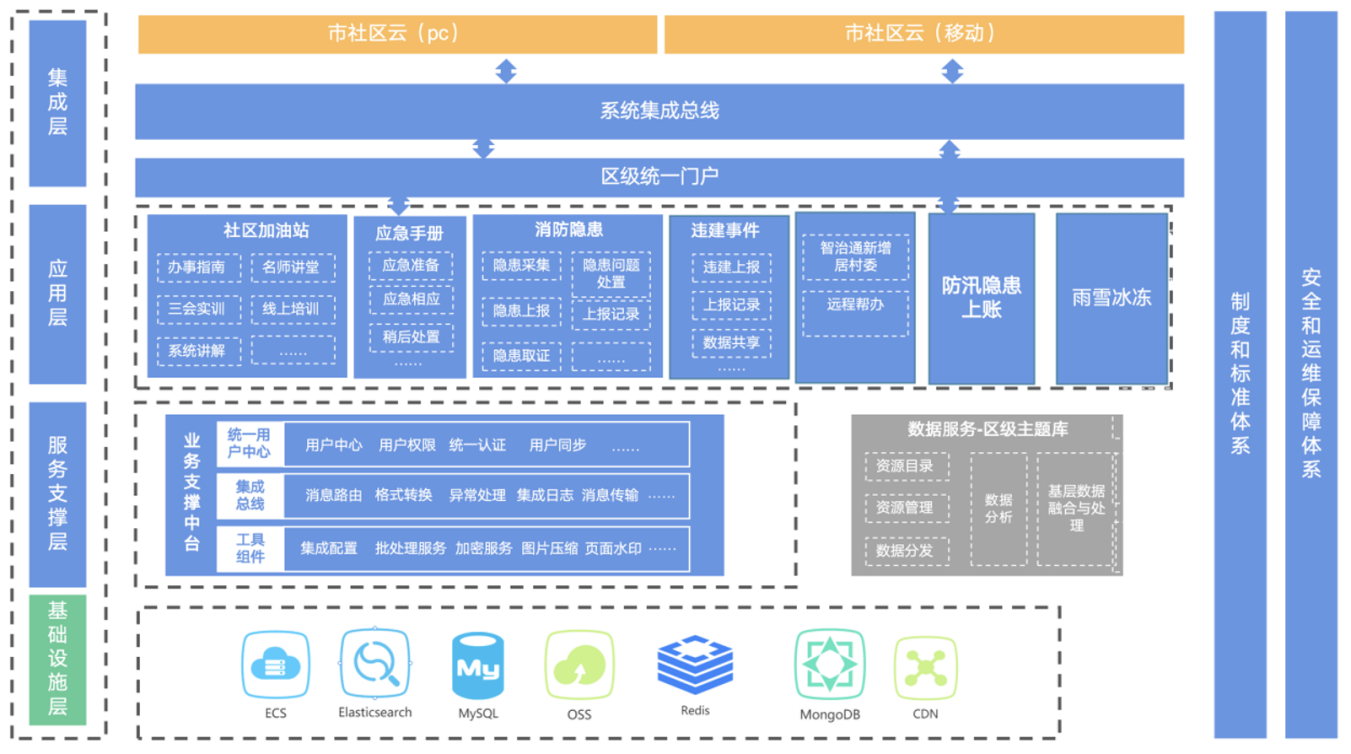 集成层
市社区云（pc）
市社区云（移动）
系统集成总线
区级统一门户
应用层
社区加油站
办事指南
名师讲堂
三会实训
线上培训
系统讲解
......
应急手册
应急准备
应急相应
稍后处置
......
消防隐患
隐患采集
隐患问题
处置
隐患上报
上报记录
隐患取证
......
违建事件
违建上报
上报记录
数据共享
......
智治通新增
居村委
远程帮办
防汛隐患
上账
雨雪冰冻
服务支撑层
业务支撑中台
统一用
户中心
用户中心 用户权限 统一认证 用户同步 ......
集成
总线
消息路由 格式转换 异常处理 集成日志 消息传输 ......
工具
组件
集成配置 批处理服务 加密服务 图片压缩 页面水印 ......
数据服务-区级主题库
资源目录
资源管理
数据分发
数据
分析
基层数据
融合与处
理
基础设施层
ECS
Elasticsearch
My
MySQL
OSS
Redis
MongoDB
CDN
制度和标准体系
安全和运维保障体系